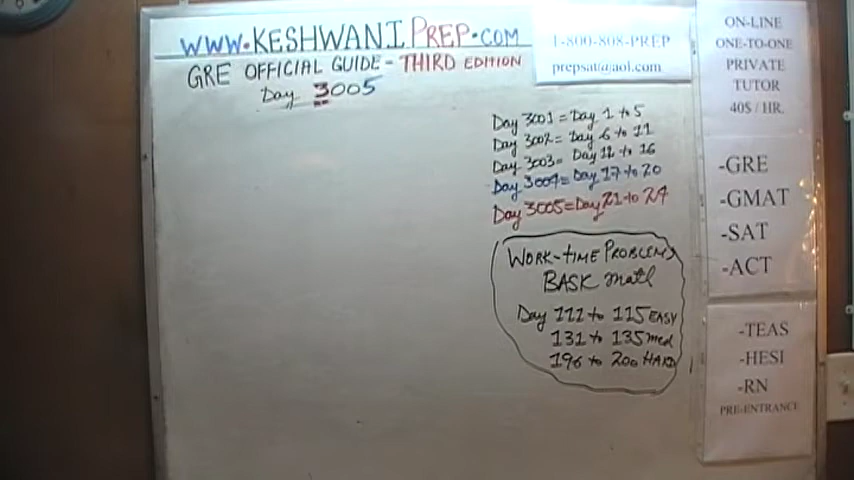 WWW.KESHWANIPREP.COM
GRE OFFICIAL GUIDE - THIRD EDITION
Day 3005
1-800-808-PREP
prepsat@aol.com
Day 3001 = Day 1 to 5
Day 3002 = Day 6 to 11
Day 3003 = Day 12 to 16
Day 3004 = Day 17 to 20
Day 3005 = Day 21 to 24
WORK-TIME PROBLEMS
BASIC math
Day 112 to 115 EASY
131 to 135 med
196 to 200 HARD
ON-LINE
ONE-TO-ONE
PRIVATE
TUTOR
40$ / HR.
-GRE
-GMAT
-SAT
-ACT
-TEAS
-HESI
-RN
PRE-ENTRANCE